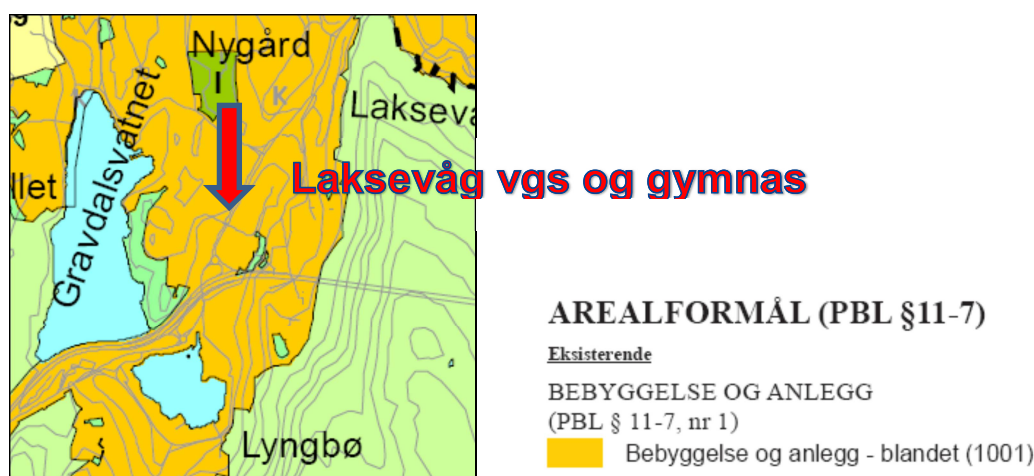 g
Nygård
I
K
Laksevå
Gravdalsvatnet
llet
Laksevåg vgs og gymnas
Lyngbø
AREALFORMÅL (PBL §11-7)
Eksisterende
BEBYGGELSE OG ANLEGG
(PBL § 11-7, nr 1)
Bebyggelse og anlegg - blandet (1001)